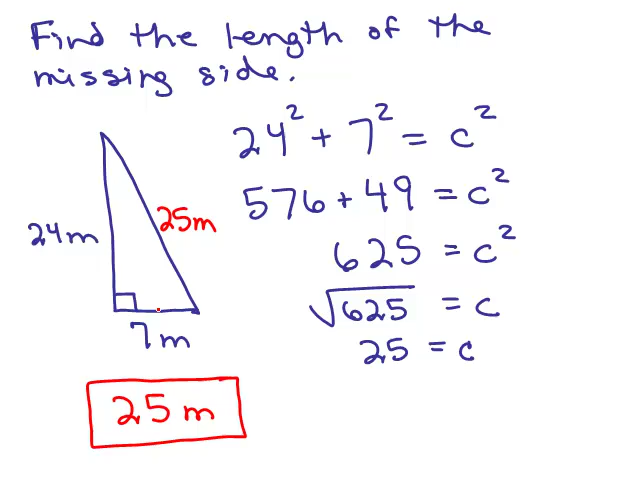 Find the length of the
missing side.
24² + 7² = c²
576 + 49 = c²
25m
24m
625 = c²
√625 = c
7m
25 = c
25 m